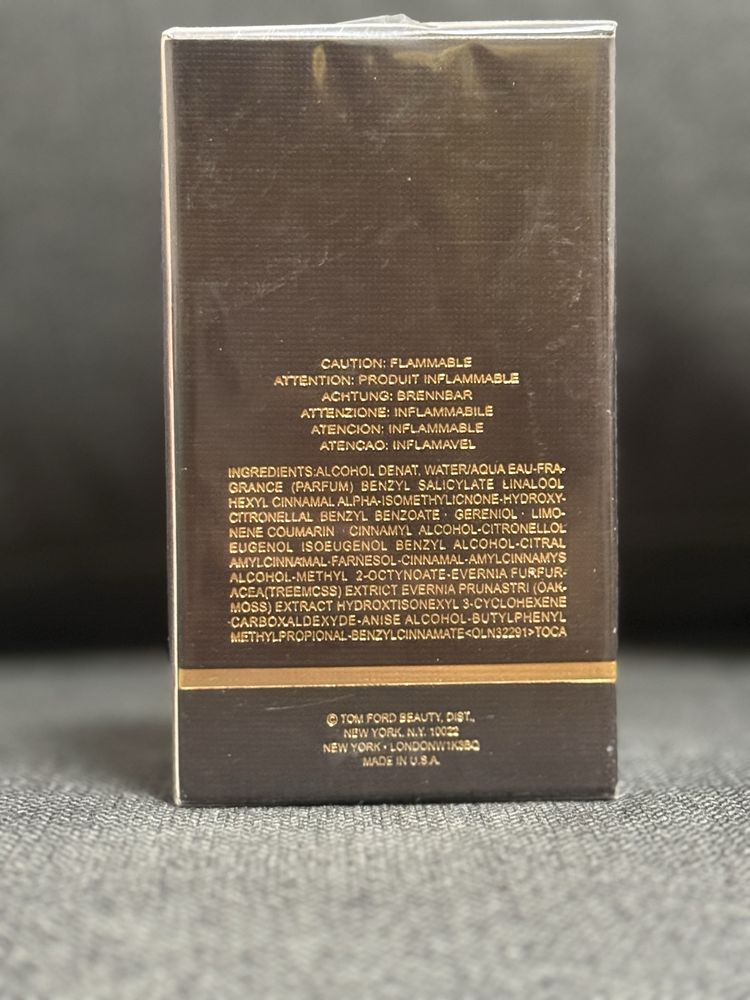 CAUTION: FLAMMABLE
ATTENTION: PRODUIT INFLAMMABLE
ACHTUNG: BRENNBAR
ATTENZIONE: INFLAMMABILE
ATENCION: INFLAMMABLE
ATENCAO: INFLAMAVEL
INGREDIENTS:ALCOHOL DENAT. WATER/AQUA EAU-FRA-
GRANCE (PARFUM) BENZYL SALICYLATE LINALOOL
HEXYL CINNAMAL ALPHA-ISOMETHYLICNONE-HYDROXY-
CITRONELLAL BENZYL BENZOATE · GERENIOL · LIMO-
NENE COUMARIN · CINNAMYL ALCOHOL-CITRONELLOL
EUGENOL ISOEUGENOL BENZYL ALCOHOL-CITRAL
AMYLCINNAMAL-FARNESOL-CINNAMAL-AMYLCINNAMYS
ALCOHOL-METHYL 2-OCTYNOATE-EVERNIA FURFUR-
ACEA(TREEMCSS) EXTRICT EVERNIA PRUNASTRI (OAK-
MOSS) EXTRACT HYDROXTISONEXYL 3-CYCLOHEXENE
-CARBOXALDEXYDE-ANISE ALCOHOL-BUTYLPHENYL
METHYLPROPIONAL-BENZYLCINNAMATE<OLN32291>TOCA
© TOM FORD BEAUTY, DIST.,
NEW YORK, N.Y. 10022
NEW YORK • LONDONW1K3BQ
MADE IN U.S.A.